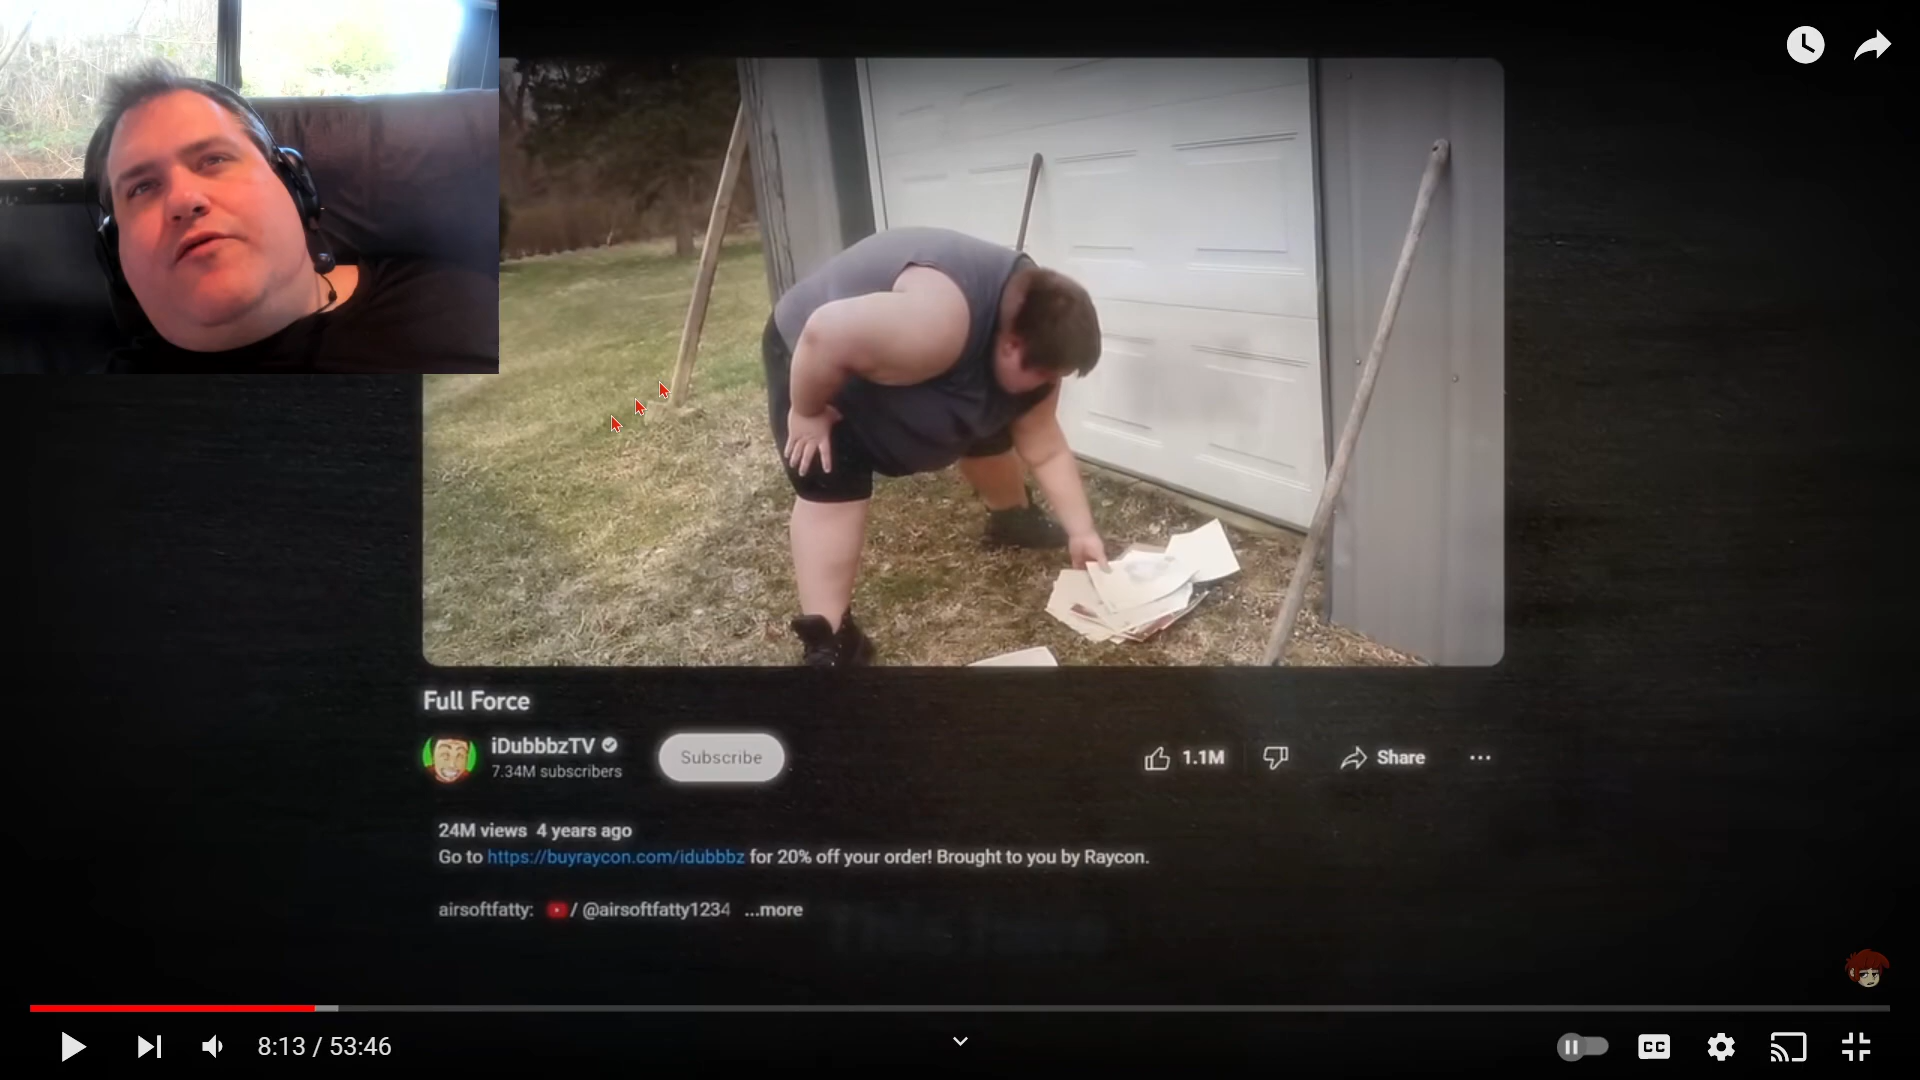 Full Force
iDubbbzTV
7.34M subscribers
Subscribe
1.1M
Share
24M views 4 years ago
Go to https://buyraycon.com/idubbbz for 20% off your order! Brought to you by Raycon.
airsoftfatty: / @airsoftfatty1234 ...more
8:13 / 53:46
CC